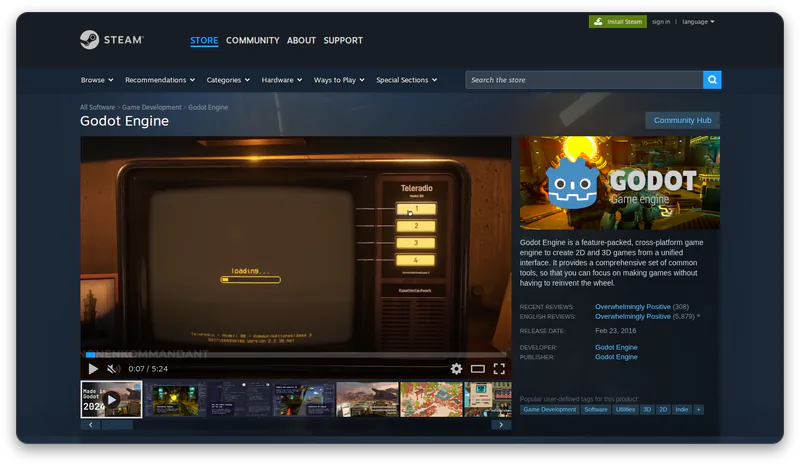 Install Steam
sign in | language
STEAM®
STORE COMMUNITY ABOUT SUPPORT
Browse Recommendations Categories Hardware Ways to Play Special Sections
Search the store
All Software > Game Development > Godot Engine
Godot Engine
Community Hub
Teleradio
1
2
3
4
loading...
NONENKOMMANDANT
0:07 / 5:24
Made in
Godot
2024
GODOT
Game engine
Godot Engine is a feature-packed, cross-platform game
engine to create 2D and 3D games from a unified
interface. It provides a comprehensive set of common
tools, so that you can focus on making games without
having to reinvent the wheel.
RECENT REVIEWS: Overwhelmingly Positive (308)
ENGLISH REVIEWS: Overwhelmingly Positive (5,879) *
RELEASE DATE: Feb 23, 2016
DEVELOPER: Godot Engine
PUBLISHER: Godot Engine
Popular user-defined tags for this product:
Game Development Software Utilities 3D 2D Indie +